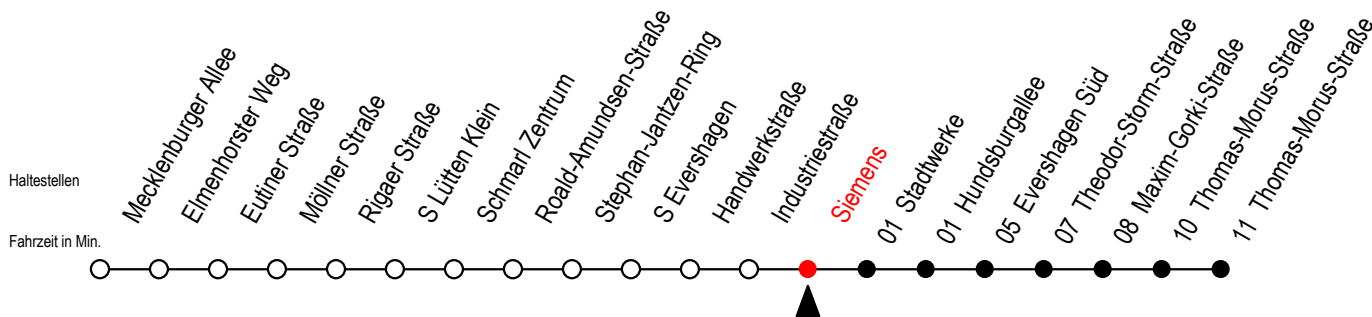 Haltestellen
Mecklenburger Allee
Elmenhorster Weg
Eutiner Straße
Möllner Straße
Rigaer Straße
S Lütten Klein
Schmarl Zentrum
Roald-Amundsen-Straße
Stephan-Jantzen-Ring
S Evershagen
Handwerkstraße
Industriestraße
Siemens
01 Stadtwerke
01 Hundsburgallee
05 Evershagen Süd
07 Theodor-Storm-Straße
08 Maxim-Gorki-Straße
10 Thomas-Morus-Straße
11 Thomas-Morus-Straße
Fahrzeit in Min.